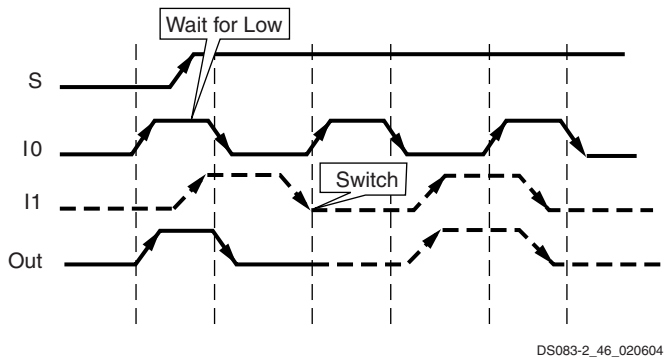 Wait for Low
S
I0
I1
Switch
Out
DS083-2_46_020604